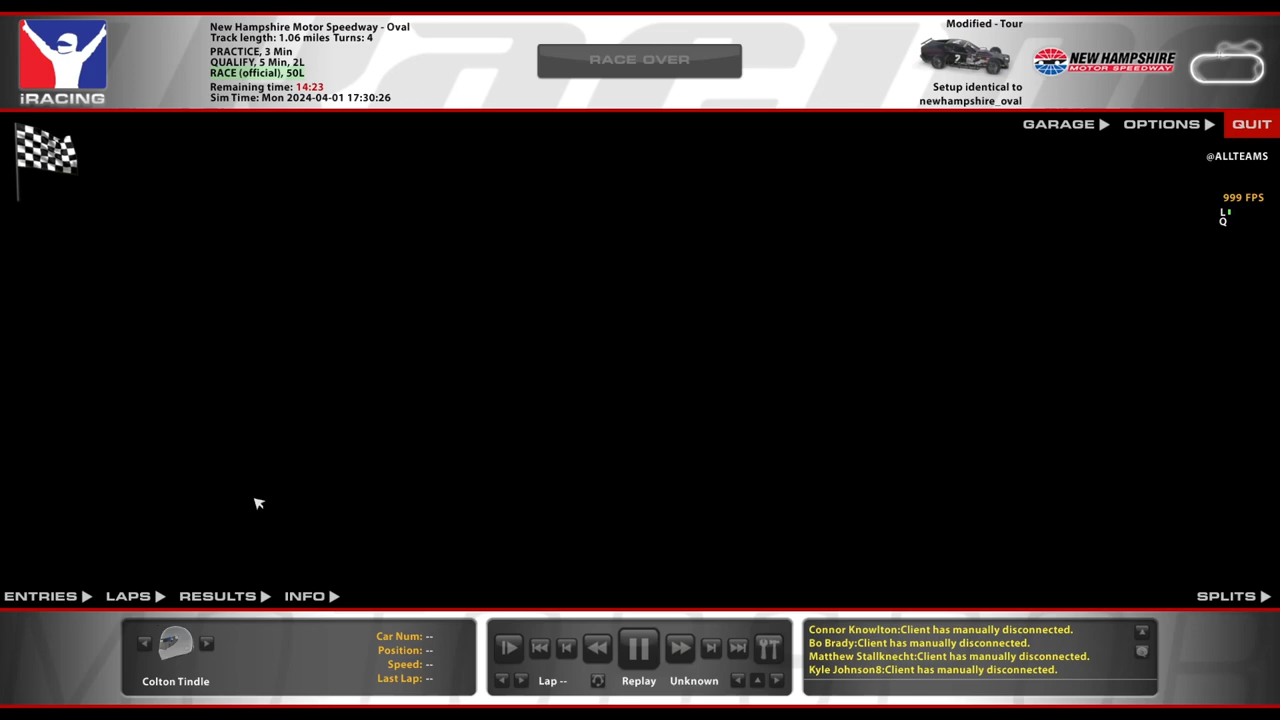 New Hampshire Motor Speedway - Oval
Track length: 1.06 miles Turns: 4
PRACTICE, 3 Min
QUALIFY, 5 Min, 2L
RACE (official), 50L
Remaining time: 14:23
Sim Time: Mon 2024-04-01 17:30:26
iRACING
RACE OVER
Modified - Tour
NEW HAMPSHIRE
MOTOR SPEEDWAY
Setup identical to
newhampshire_oval
GARAGE OPTIONS QUIT
@ALLTEAMS
999 FPS
L
Q
ENTRIES LAPS RESULTS INFO SPLITS
Colton Tindle
Car Num: --
Position: --
Speed: --
Last Lap: --
Lap -- Replay Unknown
Connor Knowlton:Client has manually disconnected.
Bo Brady:Client has manually disconnected.
Matthew Stallknecht:Client has manually disconnected.
Kyle Johnson8:Client has manually disconnected.